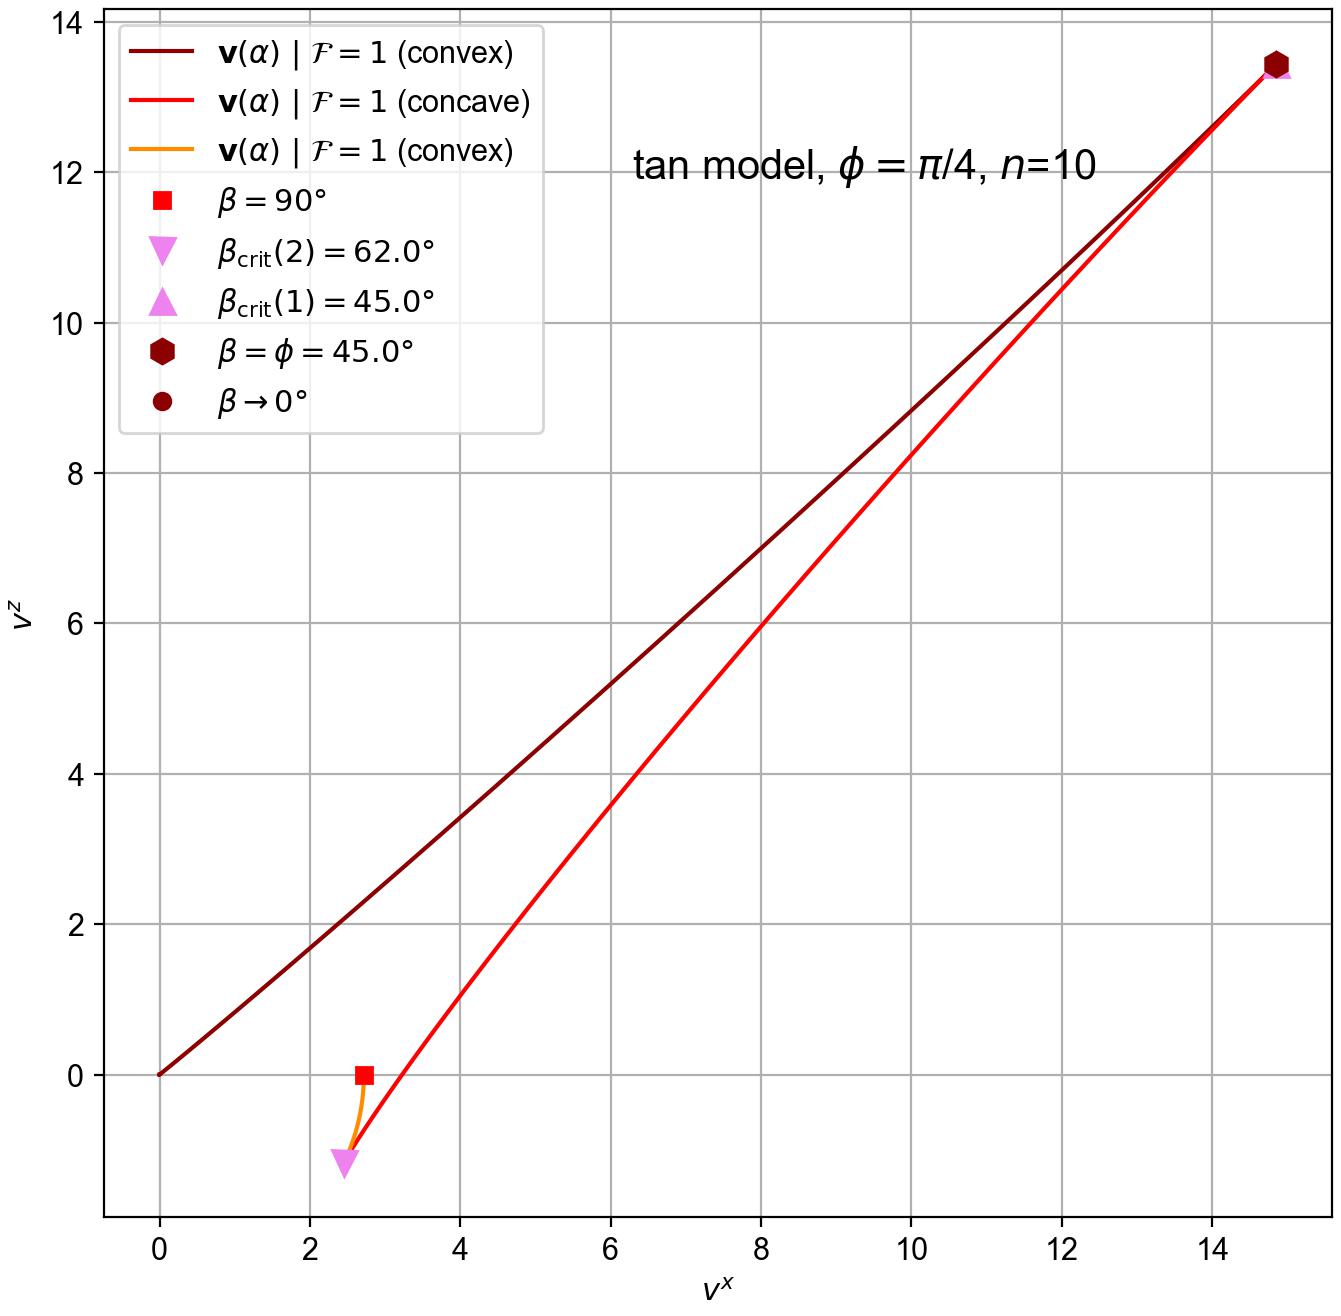 14
12
10
8
6
4
2
0
0 2 4 6 8 10 12 14
v^z
v^x
v(α) | ℱ = 1 (convex)
v(α) | ℱ = 1 (concave)
v(α) | ℱ = 1 (convex)
β = 90°
β_crit(2) = 62.0°
β_crit(1) = 45.0°
β = ϕ = 45.0°
β → 0°
tan model, ϕ = π/4, n=10